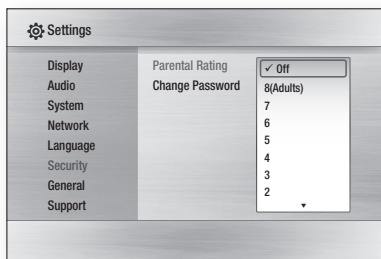 Settings
Display
Audio
System
Network
Language
Security
General
Support
Parental Rating
Change Password
✓ Off
8(Adults)
7
6
5
4
3
2